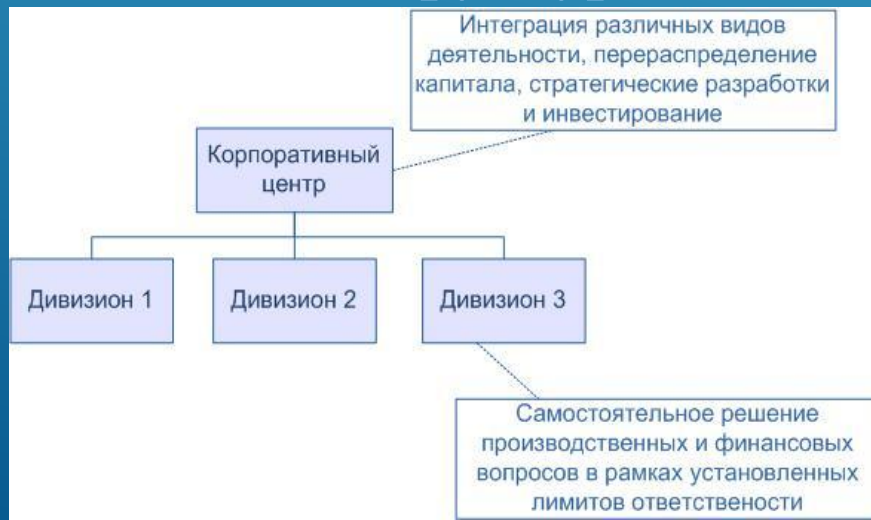 Интеграция различных видов
деятельности, перераспределение
капитала, стратегические разработки
и инвестирование
Корпоративный
центр
Дивизион 1
Дивизион 2
Дивизион 3
Самостоятельное решение
производственных и финансовых
вопросов в рамках установленных
лимитов ответствености